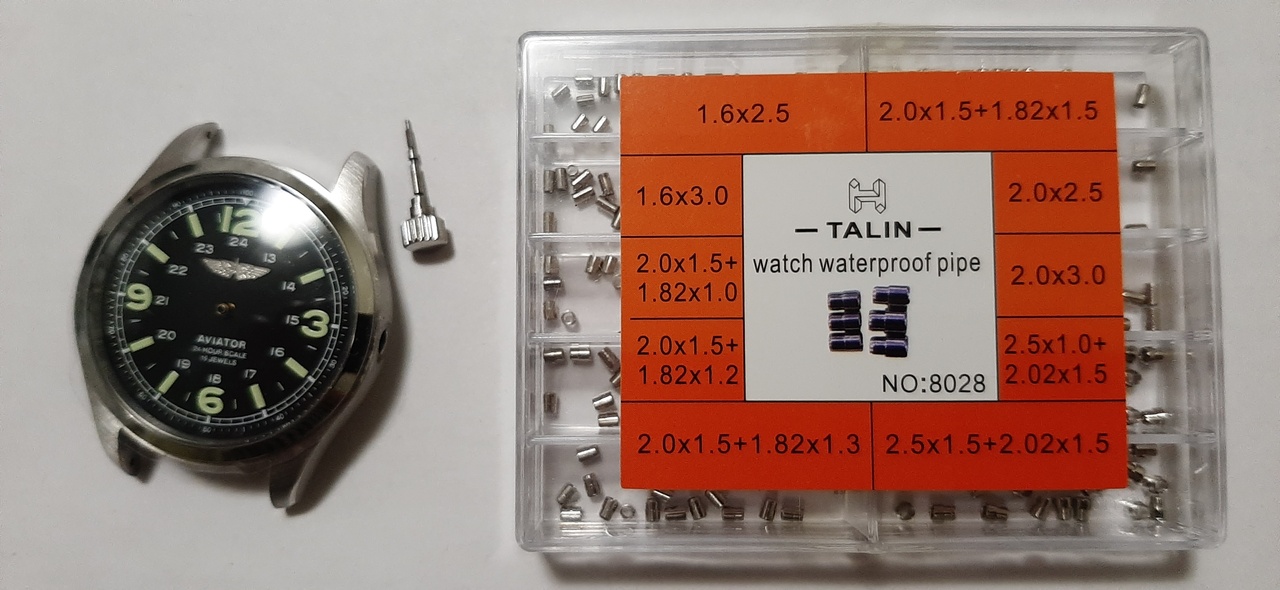 12
24
23
13
22
14
9
21
15
3
20
16
19
17
18
6
AVIATOR
24 HOUR SCALE
JEWELS
1.6x2.5
2.0x1.5+1.82x1.5
1.6x3.0
2.0x2.5
2.0x1.5+
1.82x1.0
2.0x3.0
2.0x1.5+
1.82x1.2
2.5x1.0+
2.02x1.5
2.0x1.5+1.82x1.3
2.5x1.5+2.02x1.5
TALIN
watch waterproof pipe
NO:8028